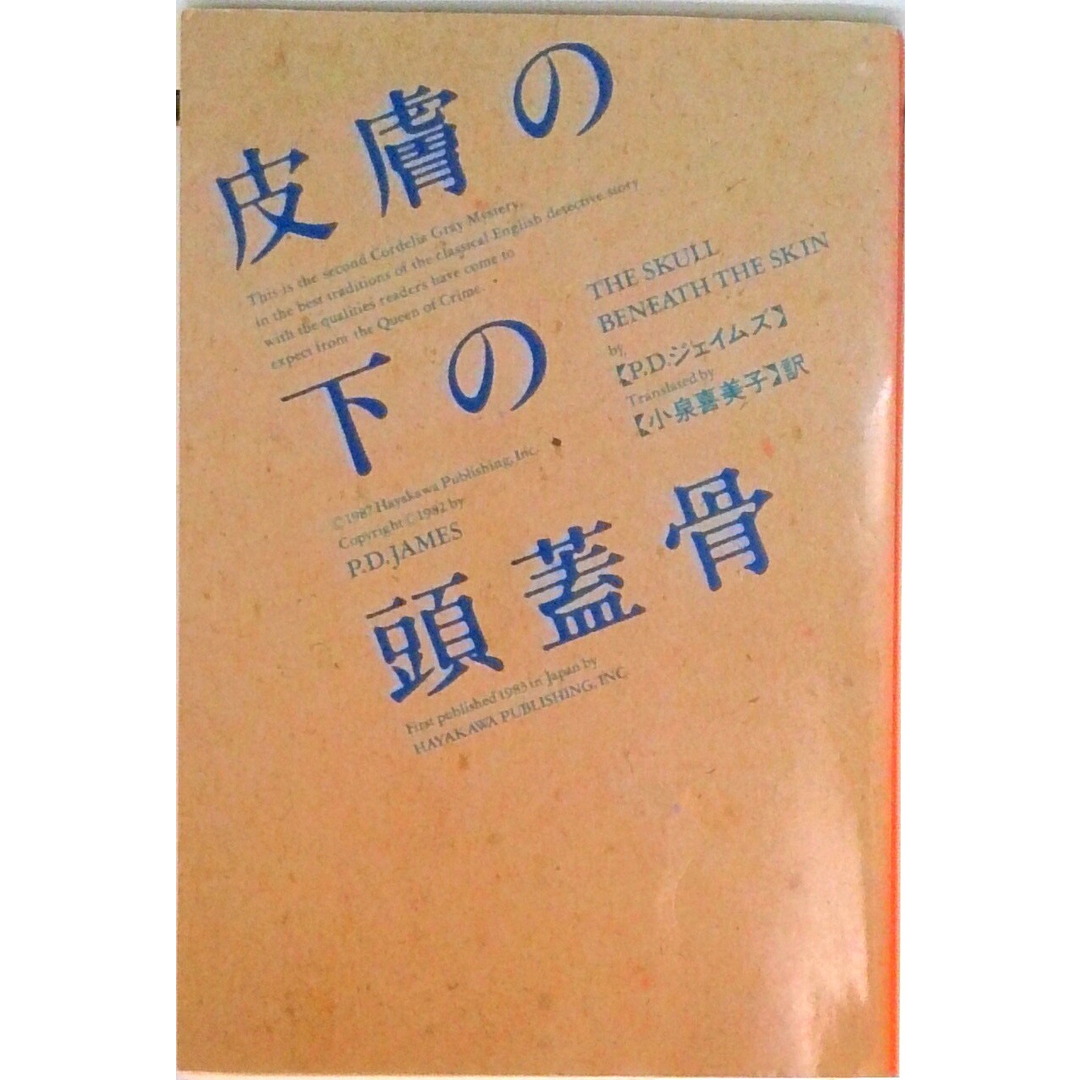 皮膚の
This is the second Cordelia Gray Mystery,
in the best traditions of the classical English detective story
with the qualities readers have come to
expect from the Queen of Crime.
THE SKULL
BENEATH THE SKIN
by
【P.D.ジェイムズ】
Translated by
【小泉喜美子】訳
下の
©1987 Hayakawa Publishing, Inc.
Copyright ©1982 by
P.D.JAMES
頭蓋骨
First published 1983 in Japan by
HAYAKAWA PUBLISHING, INC.